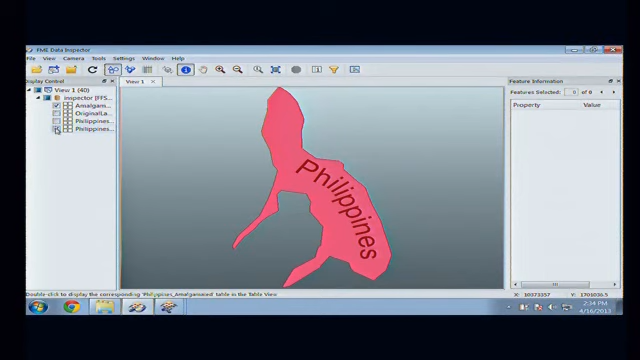 FME Data Inspector
File View Camera Tools Settings Window Help
Display Control
View 1
Feature Information
View 1 (40)
Inspector [FFS...
Amalgam...
OriginalLa...
Philippines...
Philippines...
Features Selected: 0 of 0
Property Value
Philippines
Double-click to display the corresponding 'Philippines_Amalgamated' table in the Table View
X: 10373357 Y: 1701036.5
2:34 PM
4/16/2013